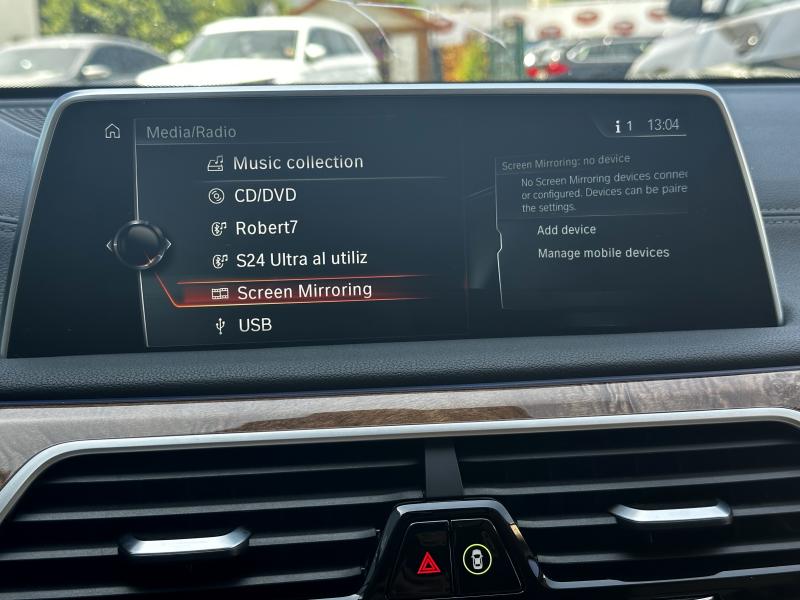 Media/Radio
i 1 13:04
Music collection
CD/DVD
Robert7
S24 Ultra al utiliz
Screen Mirroring
USB
Screen Mirroring: no device
No Screen Mirroring devices connec
or configured. Devices can be paire
the settings.
Add device
Manage mobile devices